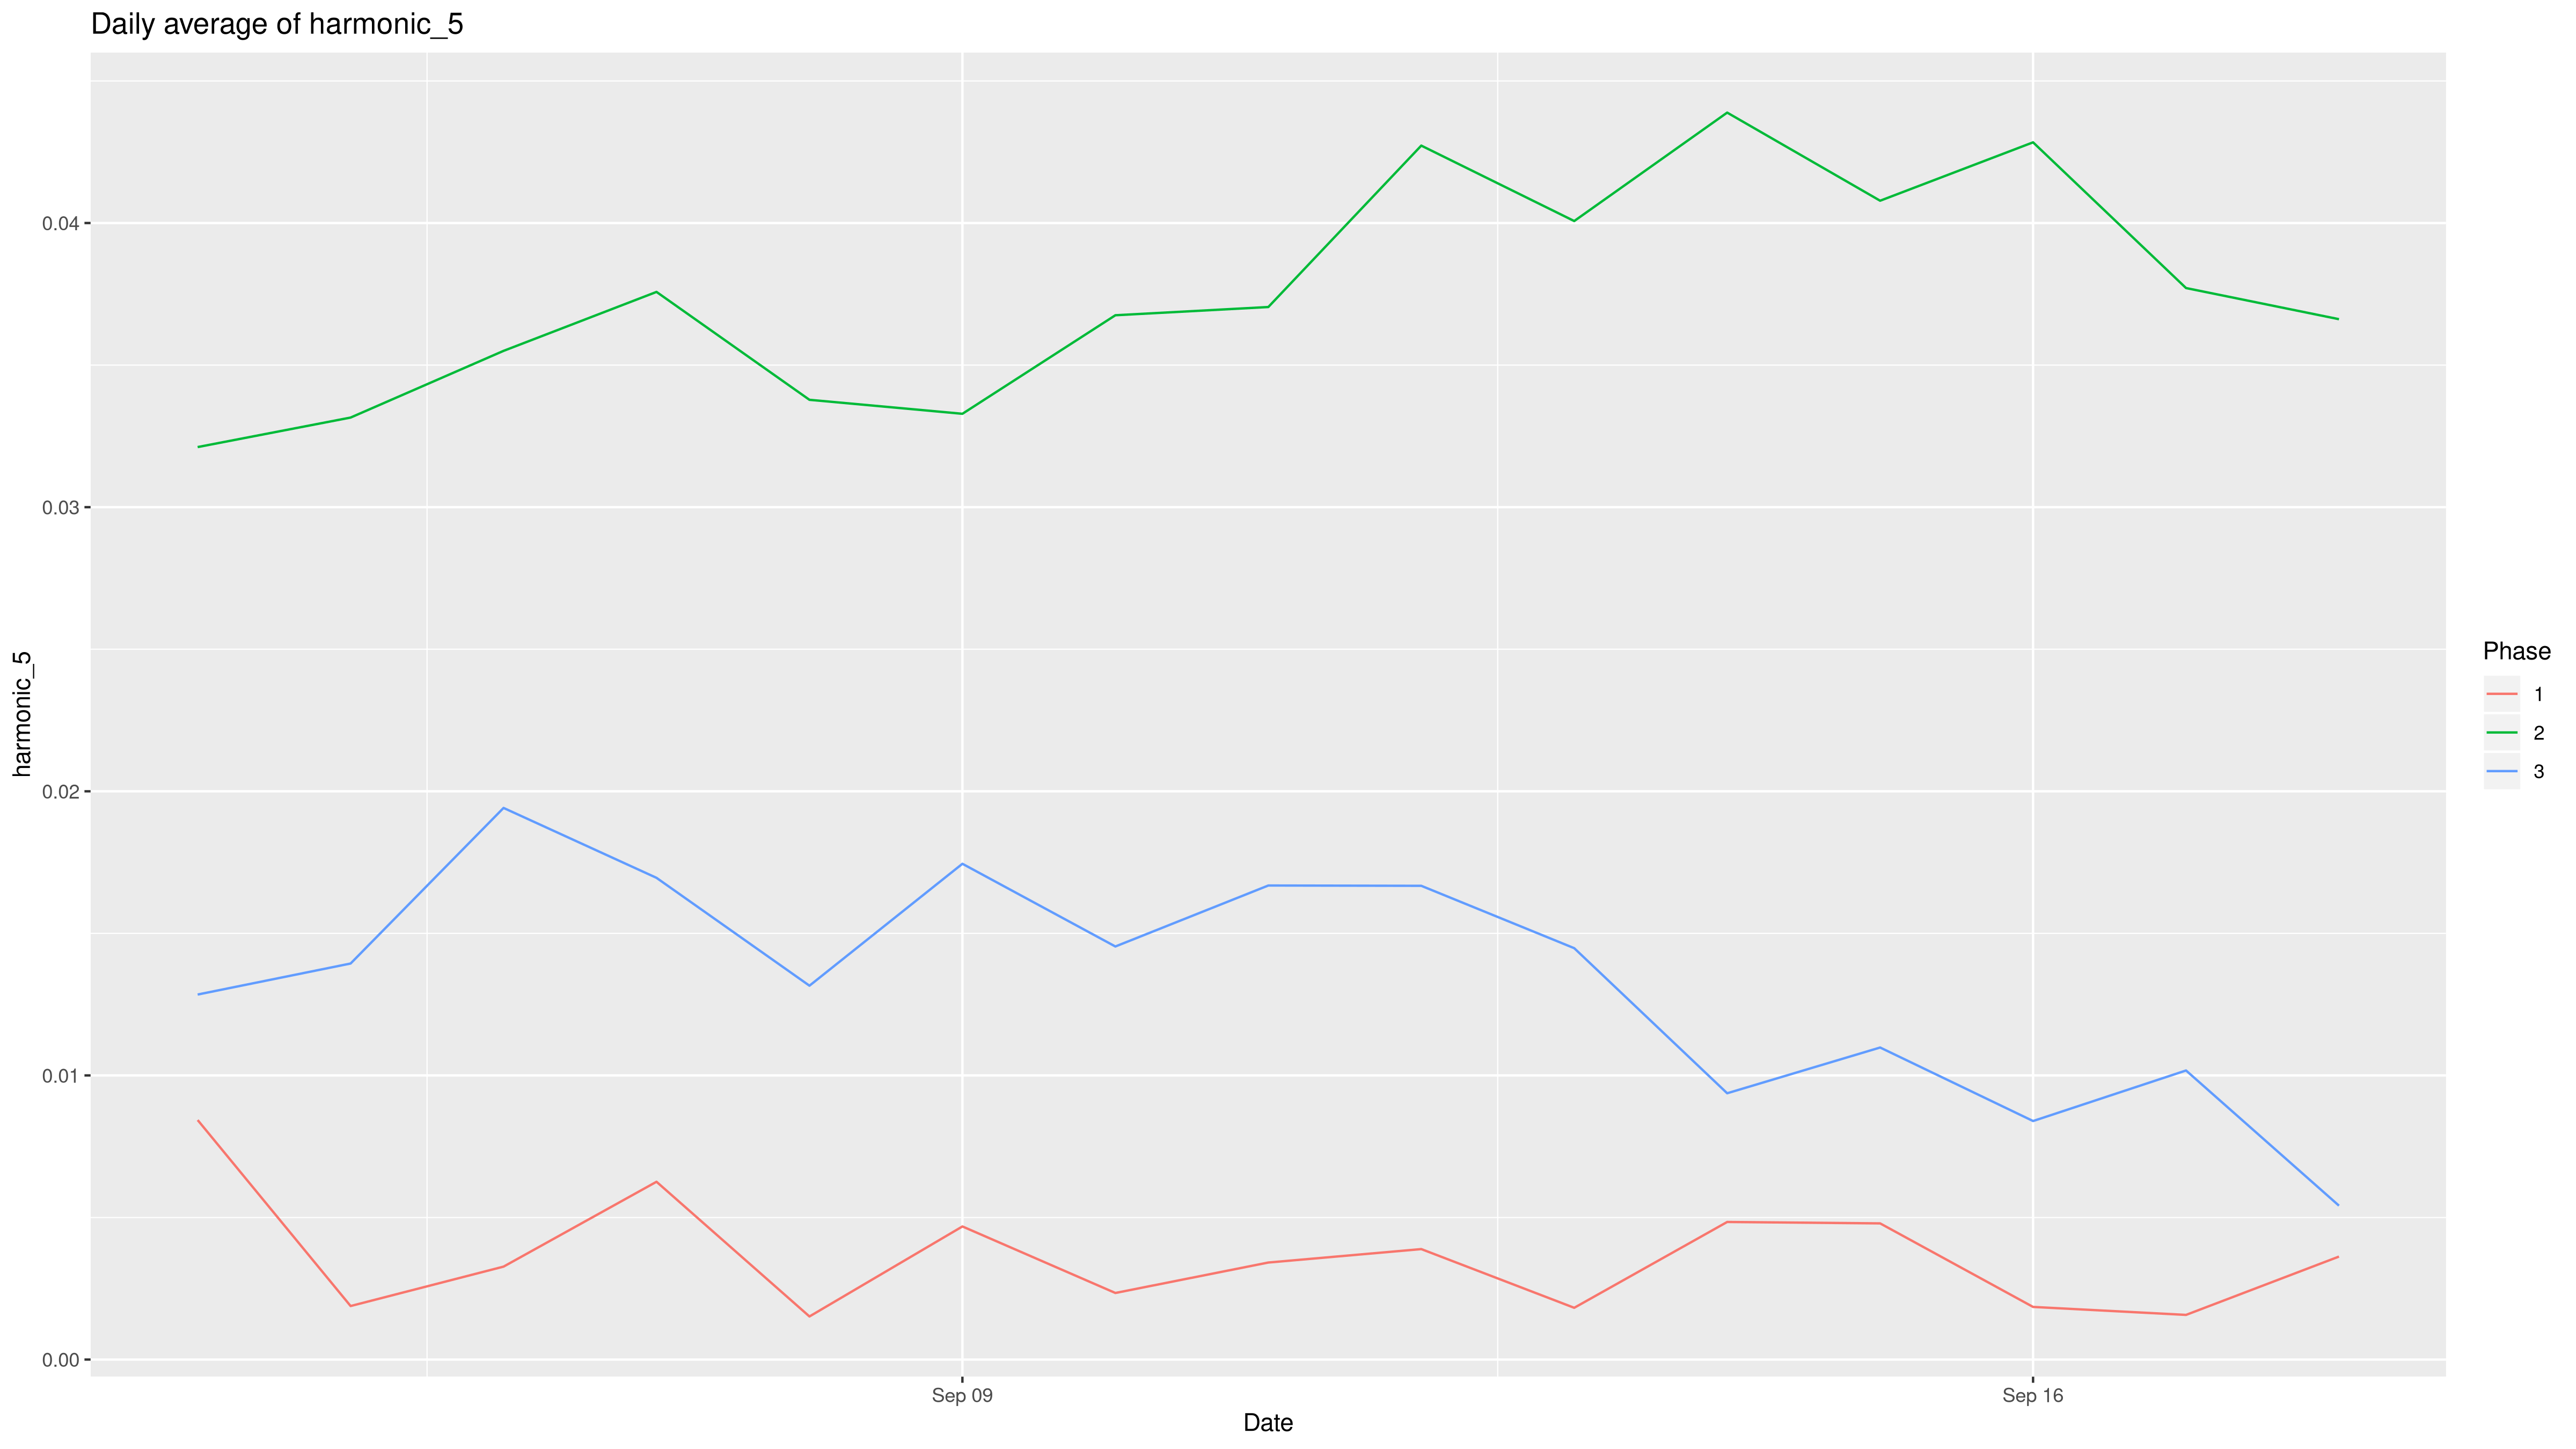 Daily average of harmonic_5
harmonic_5
0.04
0.03
0.02
0.01
0.00
Sep 09
Sep 16
Date
Phase
1
2
3